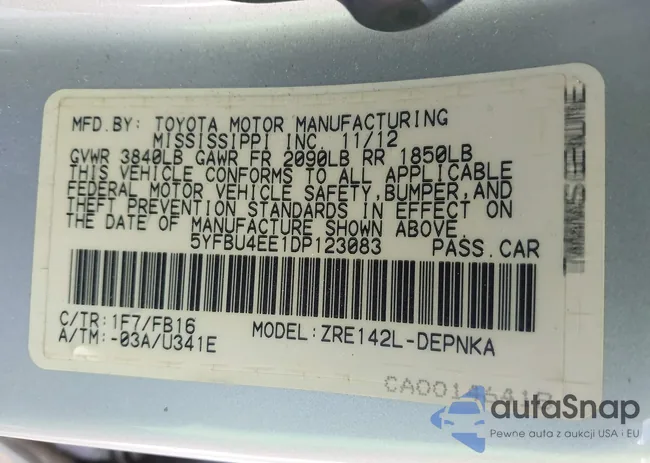 MFD.BY: TOYOTA MOTOR MANUFACTURING
MISSISSIPPI INC. 11/12
GVWR 3840LB GAWR FR 2090LB RR 1850LB
THIS VEHICLE CONFORMS TO ALL APPLICABLE
FEDERAL MOTOR VEHICLE SAFETY,BUMPER,AND
THEFT PREVENTION STANDARDS IN EFFECT ON
THE DATE OF MANUFACTURE SHOWN ABOVE.
5YFBU4EE1DP123083 PASS.CAR
C/TR:1F7/FB16 MODEL:ZRE142L-DEPNKA
A/TM:-03A/U341E
autaSnap
Pewne auta z aukcji USA i EU